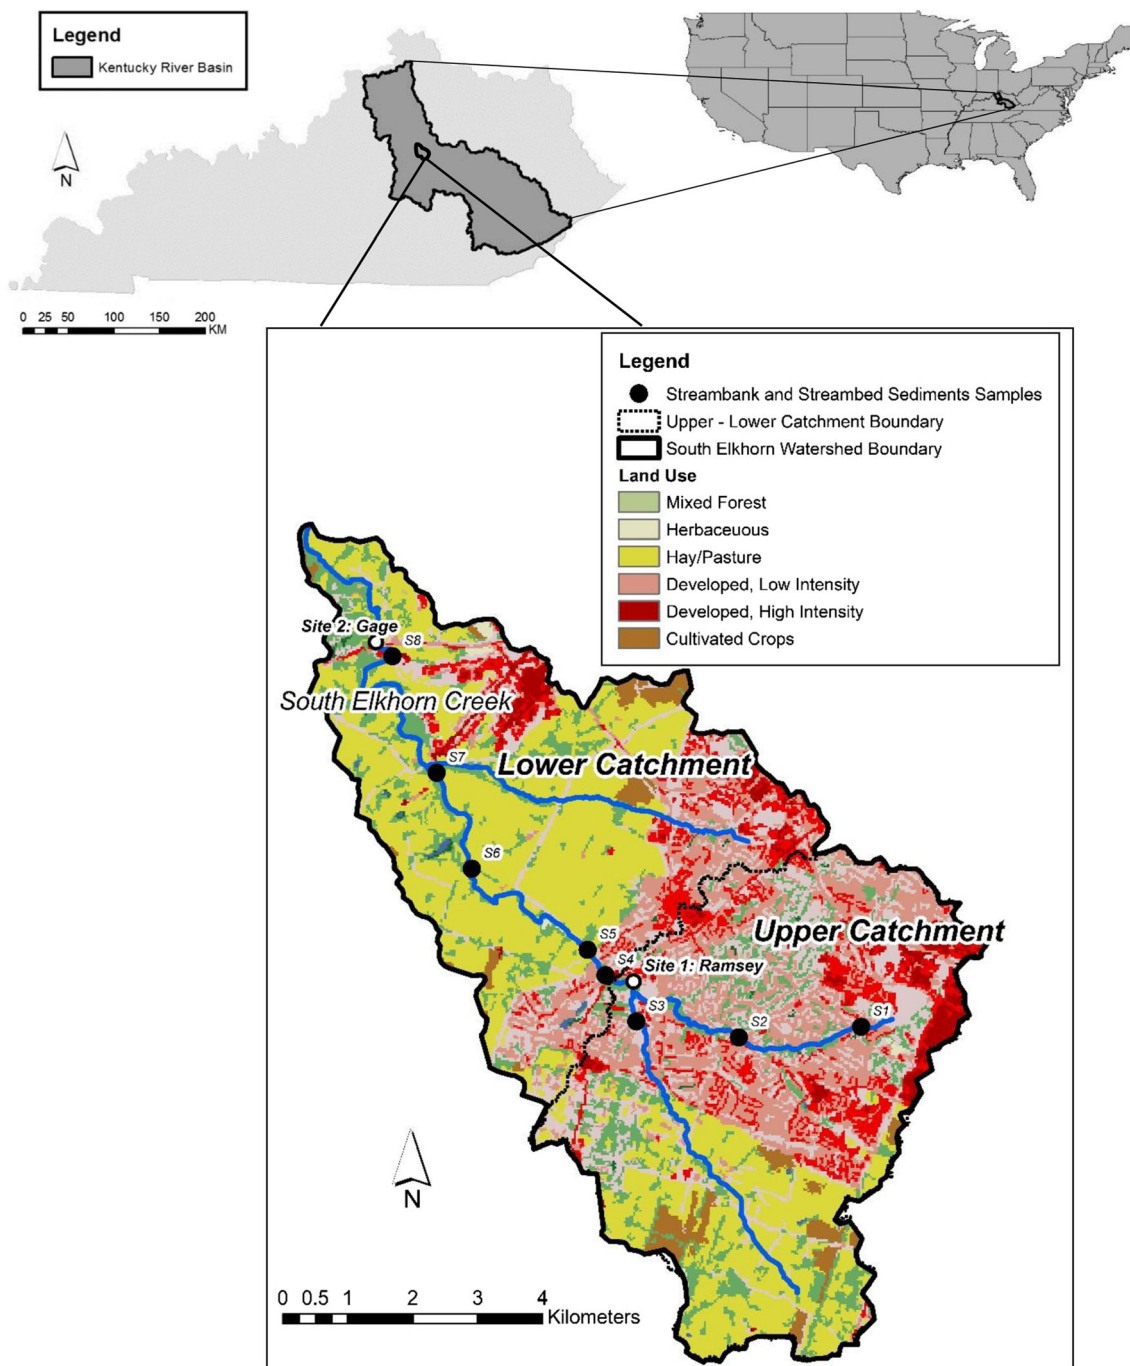 Legend
Kentucky River Basin
N
0 25 50 100 150 200
KM
Legend
Streambank and Streambed Sediments Samples
Upper - Lower Catchment Boundary
South Elkhorn Watershed Boundary
Land Use
Mixed Forest
Herbaceuous
Hay/Pasture
Developed, Low Intensity
Developed, High Intensity
Cultivated Crops
Site 2: Gage
S8
South Elkhorn Creek
S7
Lower Catchment
S6
Upper Catchment
S5
S4
Site 1: Ramsey
S3
S2
S1
N
0 0.5 1 2 3 4
Kilometers